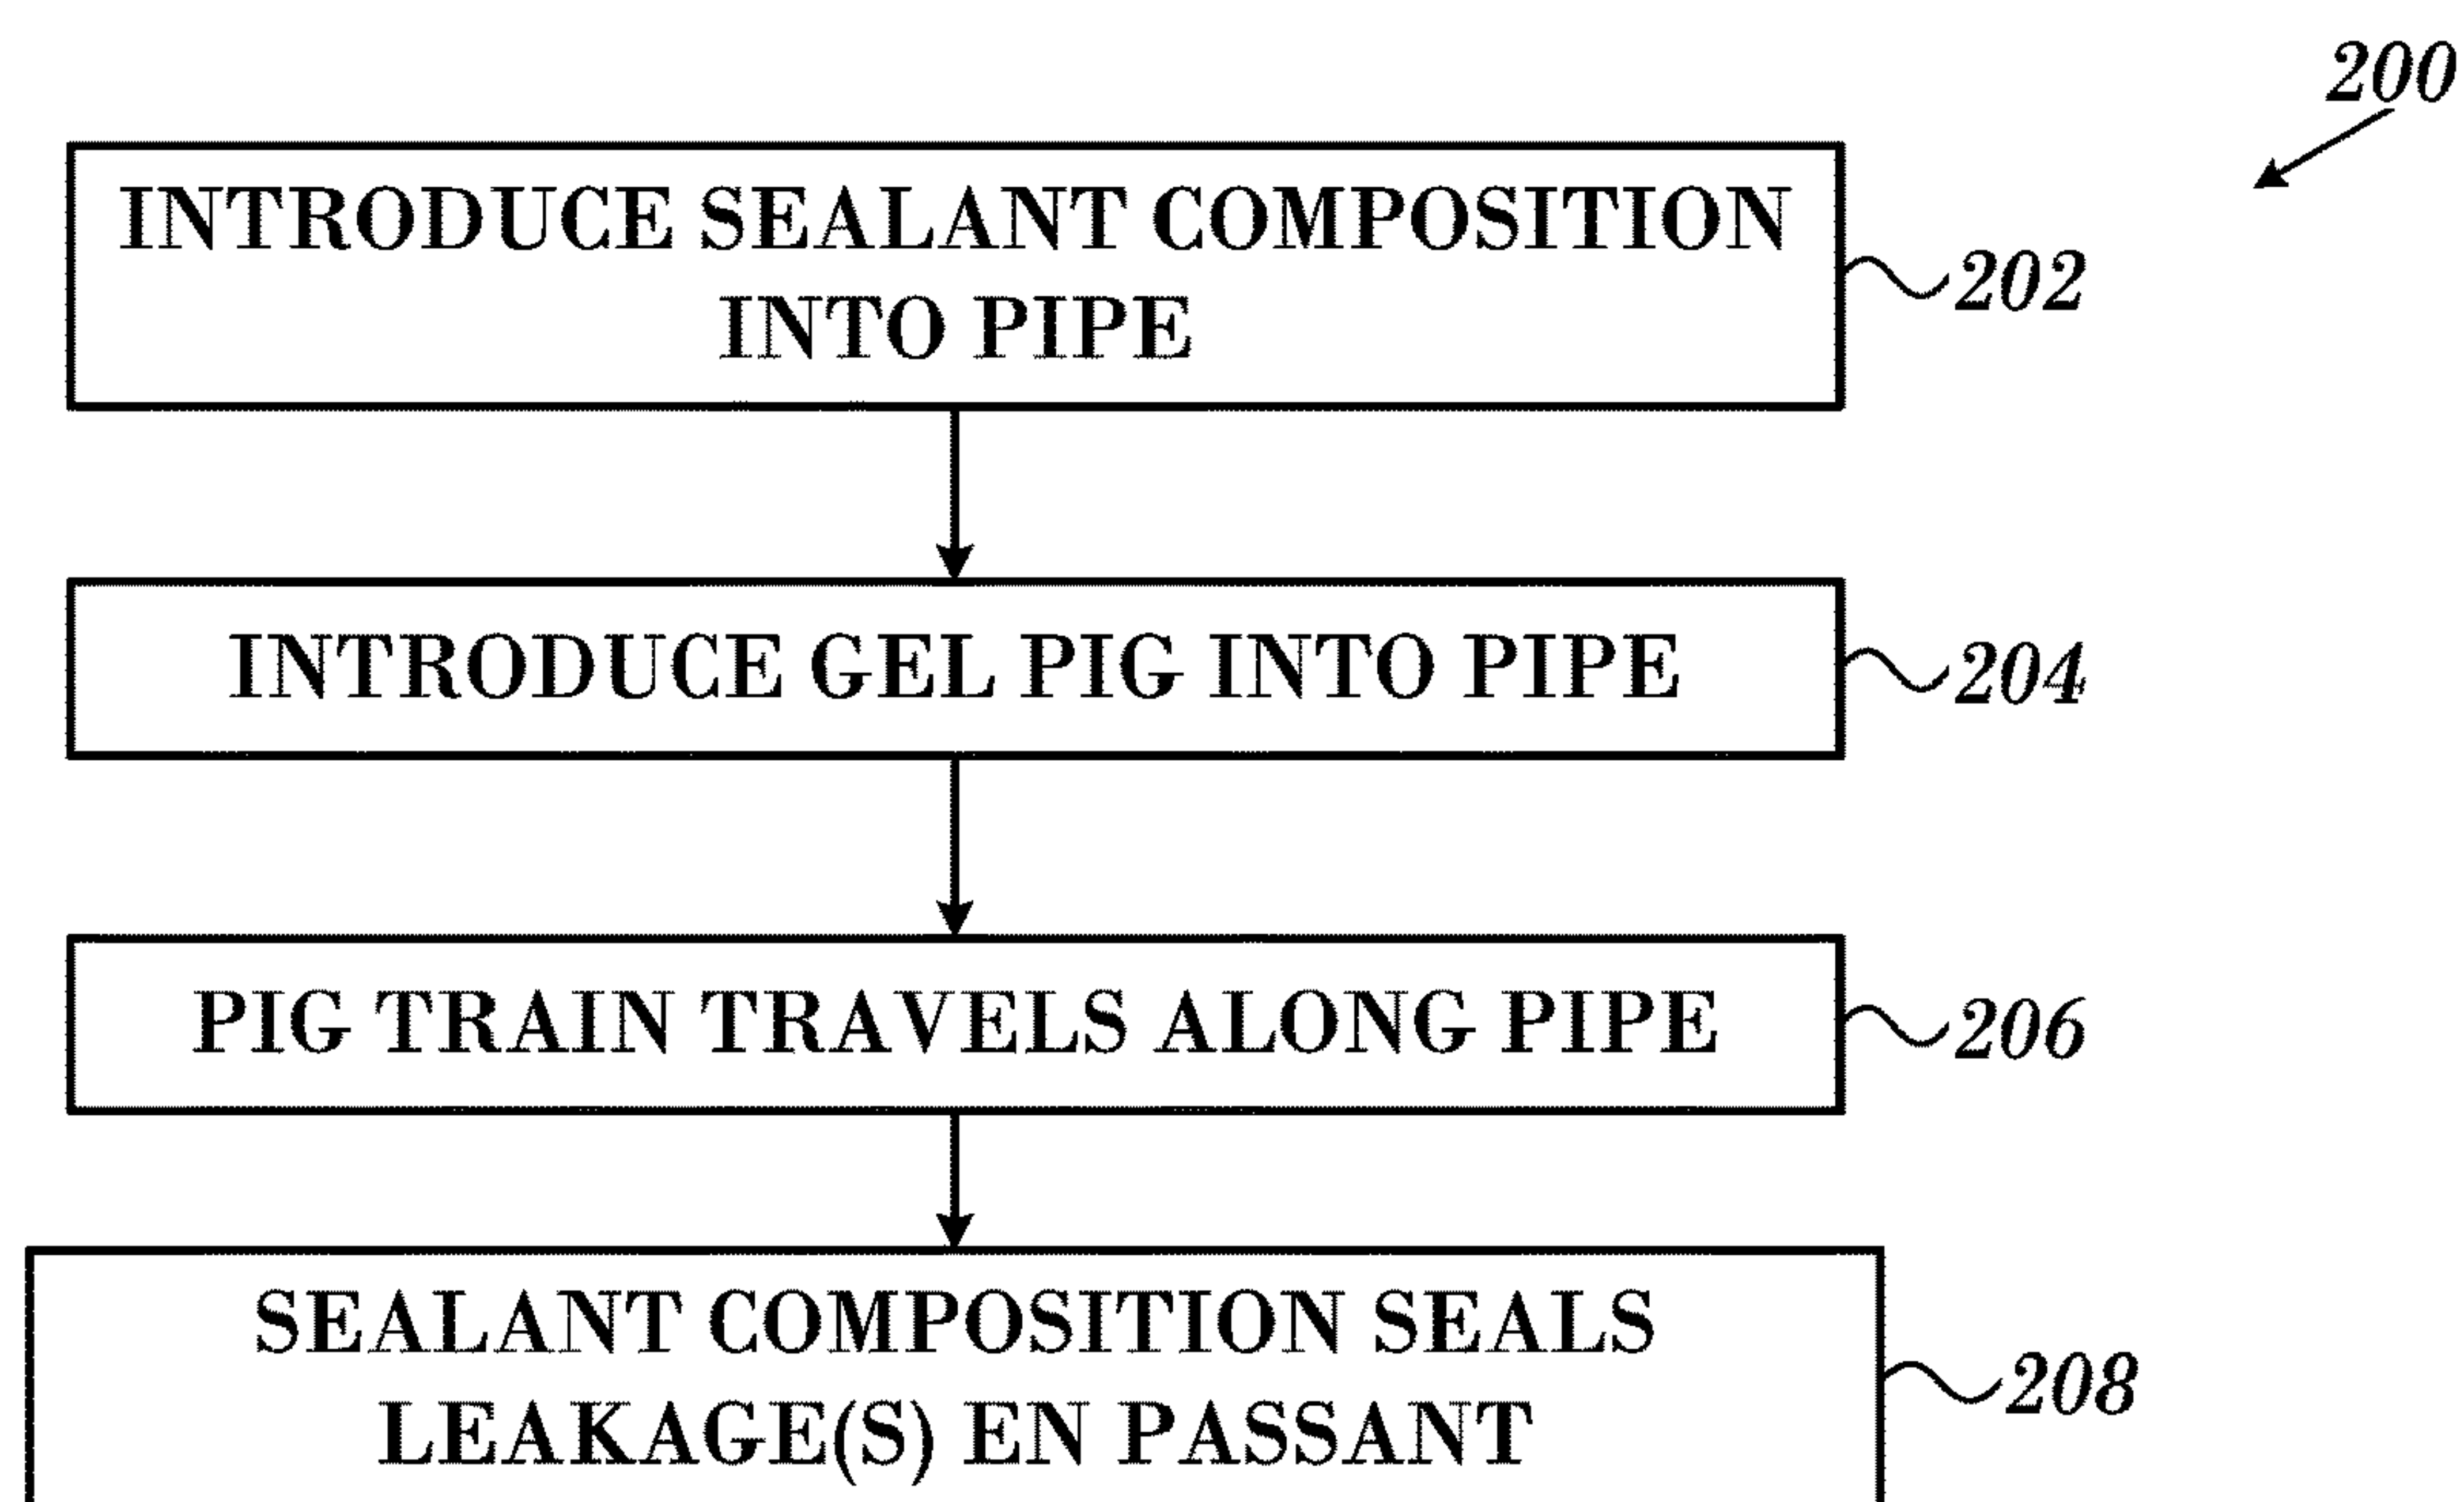 200
INTRODUCE SEALANT COMPOSITION
INTO PIPE
202
INTRODUCE GEL PIG INTO PIPE
204
PIG TRAIN TRAVELS ALONG PIPE
206
SEALANT COMPOSITION SEALS
LEAKAGE(S) EN PASSANT
208